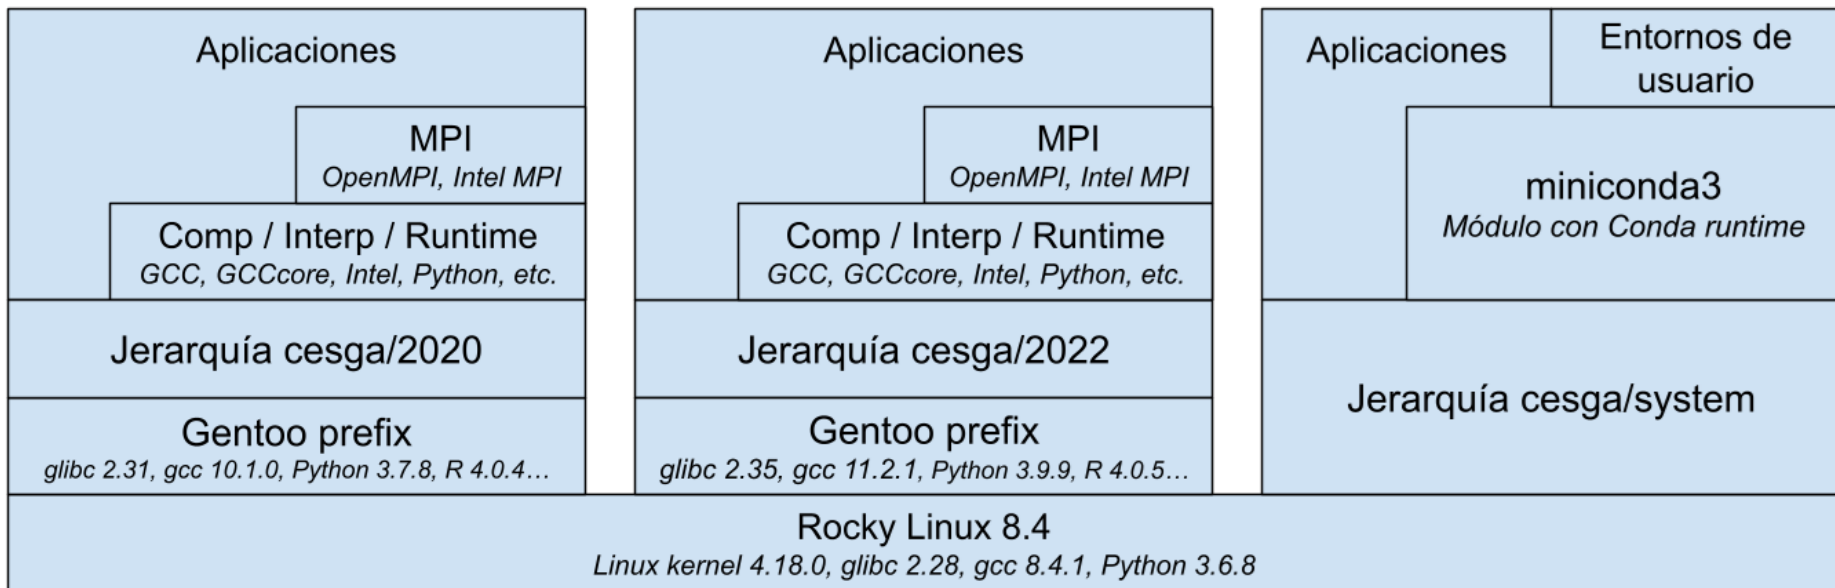 Aplicaciones
MPI
OpenMPI, Intel MPI
Comp / Interp / Runtime
GCC, GCCcore, Intel, Python, etc.
Jerarquía cesga/2020
Gentoo prefix
glibc 2.31, gcc 10.1.0, Python 3.7.8, R 4.0.4…
Aplicaciones
MPI
OpenMPI, Intel MPI
Comp / Interp / Runtime
GCC, GCCcore, Intel, Python, etc.
Jerarquía cesga/2022
Gentoo prefix
glibc 2.35, gcc 11.2.1, Python 3.9.9, R 4.0.5…
Aplicaciones
Entornos de
usuario
miniconda3
Módulo con Conda runtime
Jerarquía cesga/system
Rocky Linux 8.4
Linux kernel 4.18.0, glibc 2.28, gcc 8.4.1, Python 3.6.8